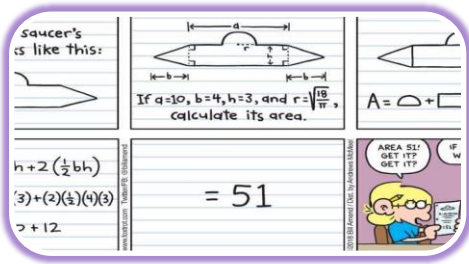 saucer's
s like this:
a
r
h
b
b
If a=10, b=4, h=3, and r=√18/π,
calculate its area.
A= +
h+2(½bh)
(3)+(2)(½)(4)(3)
+12
www.foxtrot.com Twitter/FB: @billamend
= 51
©2018 Bill Amend / Dist. by Andrews McMeel
AREA 51!
GET IT?
GET IT?
IF
W
51